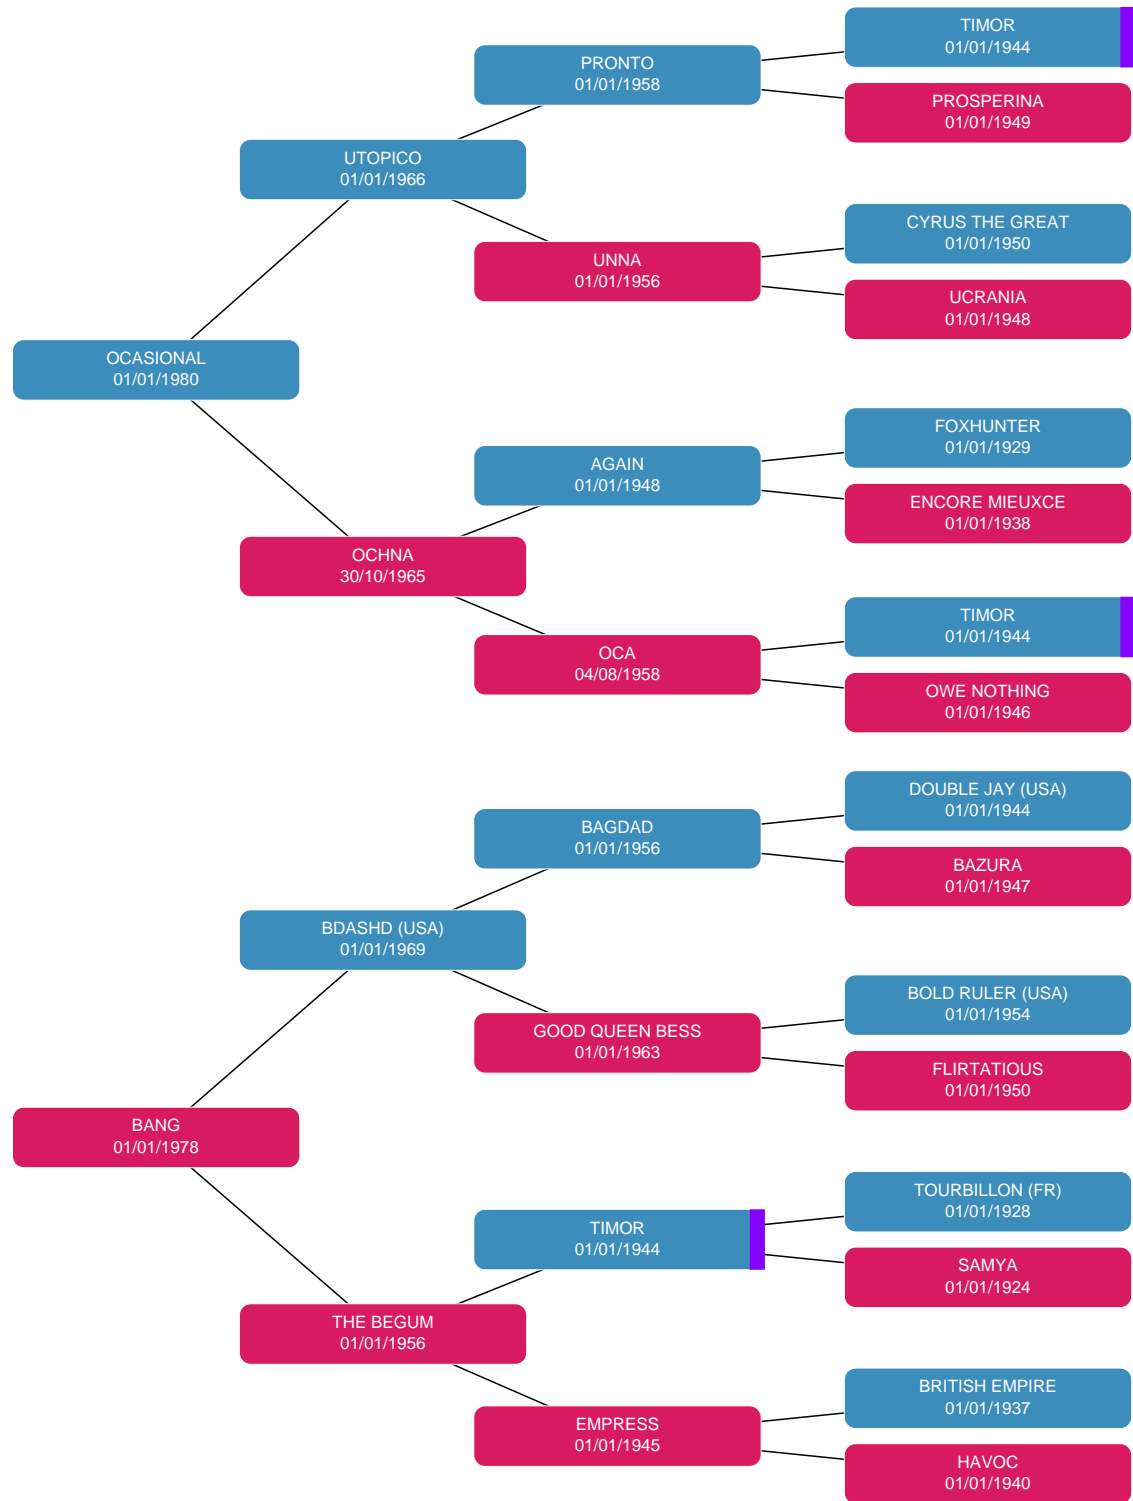 TIMOR
01/01/1944
PRONTO
01/01/1958
PROSPERINA
01/01/1949
UTOPICO
01/01/1966
CYRUS THE GREAT
01/01/1950
UNNA
01/01/1956
UCRANIA
01/01/1948
OCASIONAL
01/01/1980
FOXHUNTER
01/01/1929
AGAIN
01/01/1948
ENCORE MIEUXCE
01/01/1938
OCHNA
30/10/1965
TIMOR
01/01/1944
OCA
04/08/1958
OWE NOTHING
01/01/1946
DOUBLE JAY (USA)
01/01/1944
BAGDAD
01/01/1956
BAZURA
01/01/1947
BDASHD (USA)
01/01/1969
BOLD RULER (USA)
01/01/1954
GOOD QUEEN BESS
01/01/1963
FLIRTATIOUS
01/01/1950
BANG
01/01/1978
TOURBILLON (FR)
01/01/1928
TIMOR
01/01/1944
SAMYA
01/01/1924
THE BEGUM
01/01/1956
BRITISH EMPIRE
01/01/1937
EMPRESS
01/01/1945
HAVOC
01/01/1940